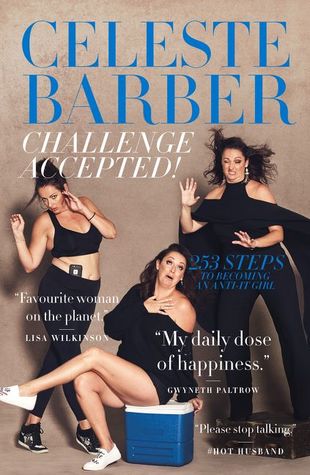 CELESTE
BARBER
CHALLENGE
ACCEPTED!
253 STEPS
TO BECOMING
AN ANTI-IT GIRL
“Favourite woman
on the planet.”
LISA WILKINSON
“My daily dose
of happiness.”
GWYNETH PALTROW
“Please stop talking.”
#HOT HUSBAND